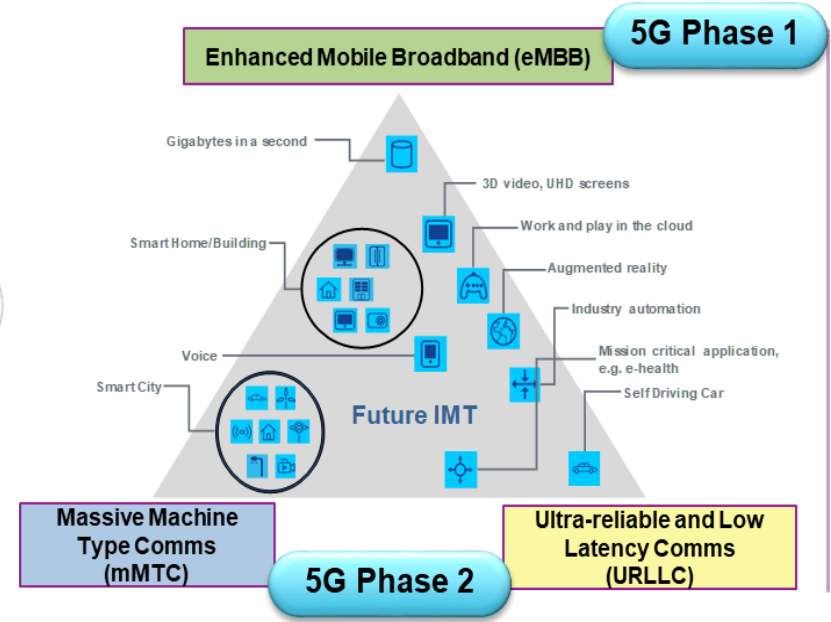 5G Phase 1
Enhanced Mobile Broadband (eMBB)
Gigabytes in a second
3D video, UHD screens
Work and play in the cloud
Smart Home/Building
Augmented reality
Industry automation
Voice
Mission critical application,
e.g. e-health
Smart City
Self Driving Car
Future IMT
Massive Machine
Type Comms
(mMTC)
Ultra-reliable and Low
Latency Comms
(URLLC)
5G Phase 2